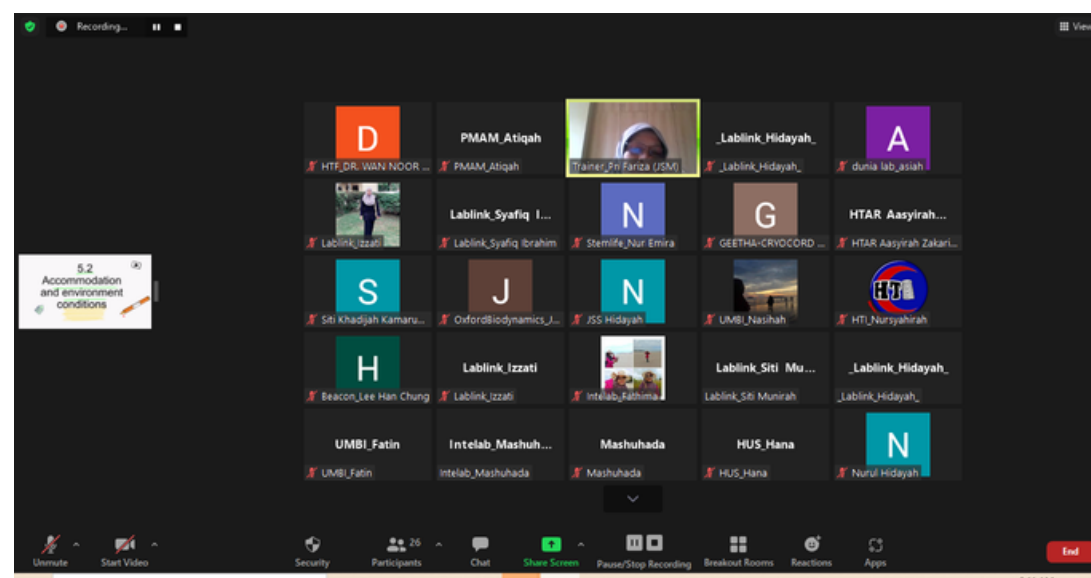 Recording...
View
D
HTF_DR. WAN NOOR ...
PMAM_Atiqah
PMAM_Atiqah
Trainer_Pri Fariza (JSM)
_Lablink_Hidayah_
_Lablink_Hidayah_
A
dunia lab_asiah
Lablink_Izzati
Lablink_Syafiq I...
Lablink_Syafiq Ibrahim
N
Stemlife_Nur Emira
G
GEETHA-CRYOCORD ...
HTAR Aasyirah...
HTAR Aasyirah Zakari...
5.2
Accommodation
and environment
conditions
S
Siti Khadijah Kamaru...
J
OxfordBiodynamics_J...
N
JSS Hidayah
UMBI_Nasihah
HTI
HTJ_Nursyahirah
H
Beacon_Lee Han Chung
Lablink_Izzati
Lablink_Izzati
Intelab_Fathima
Lablink_Siti Mu...
Lablink_Siti Munirah
_Lablink_Hidayah_
_Lablink_Hidayah_
UMBI_Fatin
UMBI_Fatin
Intelab_Mashuh...
Intelab_Mashuhada
Mashuhada
Mashuhada
HUS_Hana
HUS_Hana
N
Nurul Hidayah
Unmute
Start Video
Security
Participants
26
Chat
Share Screen
Pause/Stop Recording
Breakout Rooms
Reactions
Apps
End